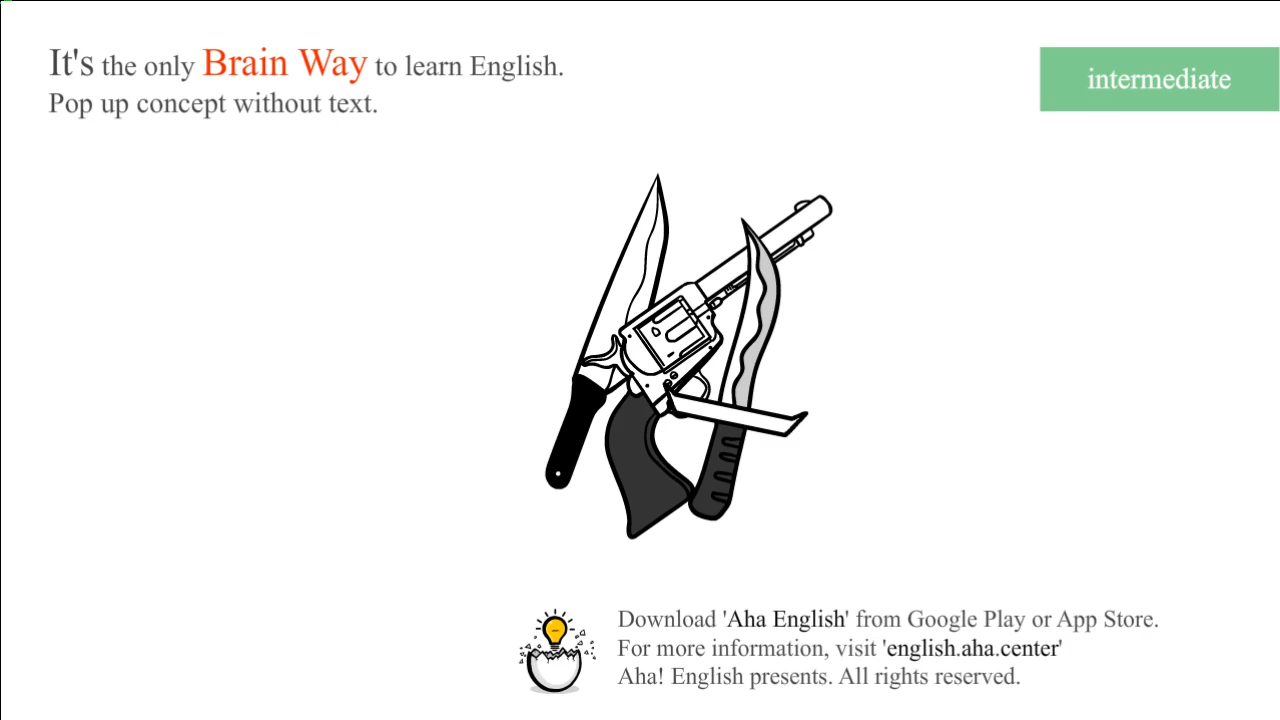 It's the only Brain Way to learn English.
Pop up concept without text.
intermediate
Download 'Aha English' from Google Play or App Store.
For more information, visit 'english.aha.center'
Aha! English presents. All rights reserved.